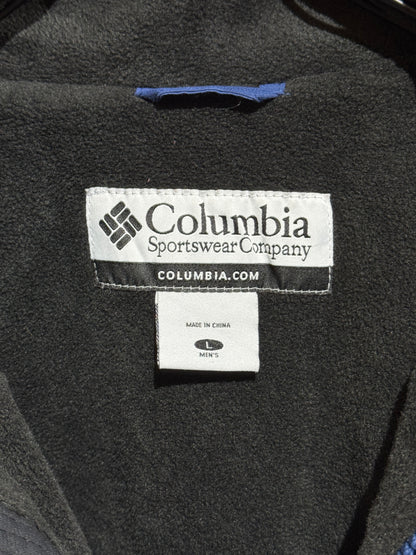 Columbia
Sportswear Company
COLUMBIA.COM
MADE IN CHINA
L
MEN'S